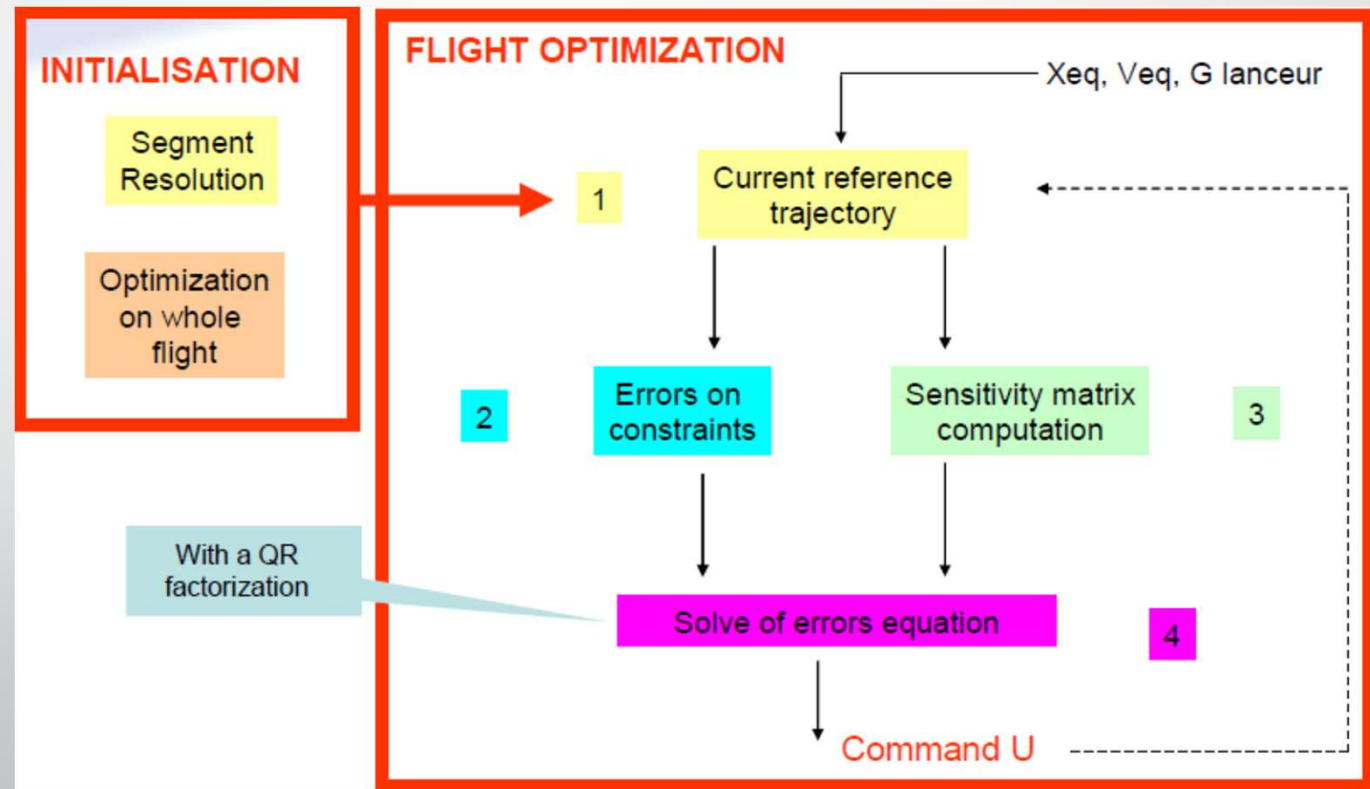 INITIALISATION
Segment
Resolution
Optimization
on whole
flight
FLIGHT OPTIMIZATION
Xeq, Veq, G lanceur
1
Current reference
trajectory
2
Errors on
constraints
Sensitivity matrix
computation
3
With a QR
factorization
Solve of errors equation
4
Command U